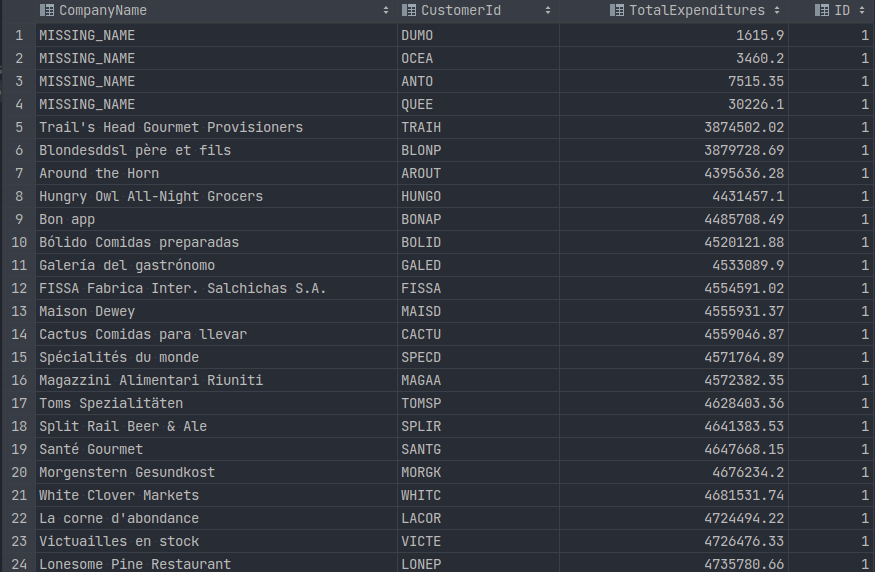 CompanyName CustomerId TotalExpenditures ID
1 MISSING_NAME DUMO 1615.9 1
2 MISSING_NAME OCEA 3460.2 1
3 MISSING_NAME ANTO 7515.35 1
4 MISSING_NAME QUEE 30226.1 1
5 Trail's Head Gourmet Provisioners TRAIH 3874502.02 1
6 Blondesddsl père et fils BLONP 3879728.69 1
7 Around the Horn AROUT 4395636.28 1
8 Hungry Owl All-Night Grocers HUNGO 4431457.1 1
9 Bon app BONAP 4485708.49 1
10 Bólido Comidas preparadas BOLID 4520121.88 1
11 Galería del gastrónomo GALED 4533089.9 1
12 FISSA Fabrica Inter. Salchichas S.A. FISSA 4554591.02 1
13 Maison Dewey MAISD 4555931.37 1
14 Cactus Comidas para llevar CACTU 4559046.87 1
15 Spécialités du monde SPECD 4571764.89 1
16 Magazzini Alimentari Riuniti MAGAA 4572382.35 1
17 Toms Spezialitäten TOMSP 4628403.36 1
18 Split Rail Beer & Ale SPLIR 4641383.53 1
19 Santé Gourmet SANTG 4647668.15 1
20 Morgenstern Gesundkost MORGK 4676234.2 1
21 White Clover Markets WHITC 4681531.74 1
22 La corne d'abondance LACOR 4724494.22 1
23 Victuailles en stock VICTE 4726476.33 1
24 Lonesome Pine Restaurant LONEP 4735780.66 1